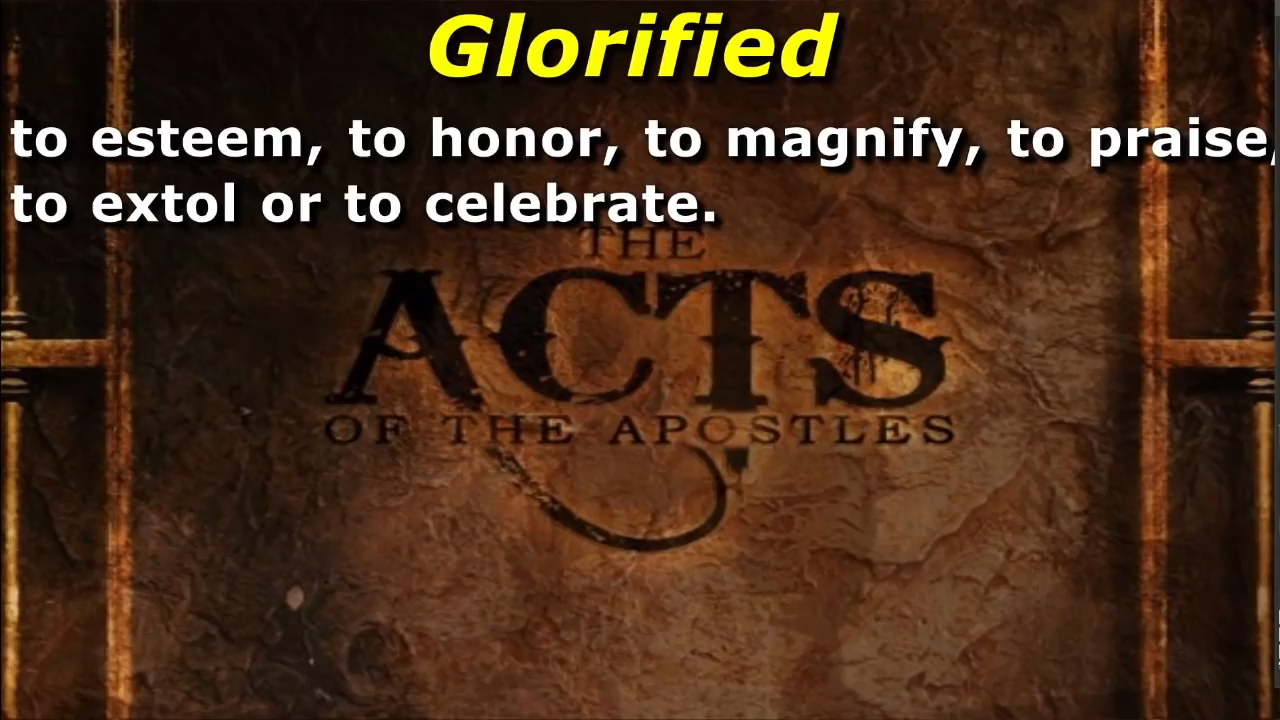 Glorified
to esteem, to honor, to magnify, to praise,
to extol or to celebrate.
THE
ACTS
OF THE APOSTLES